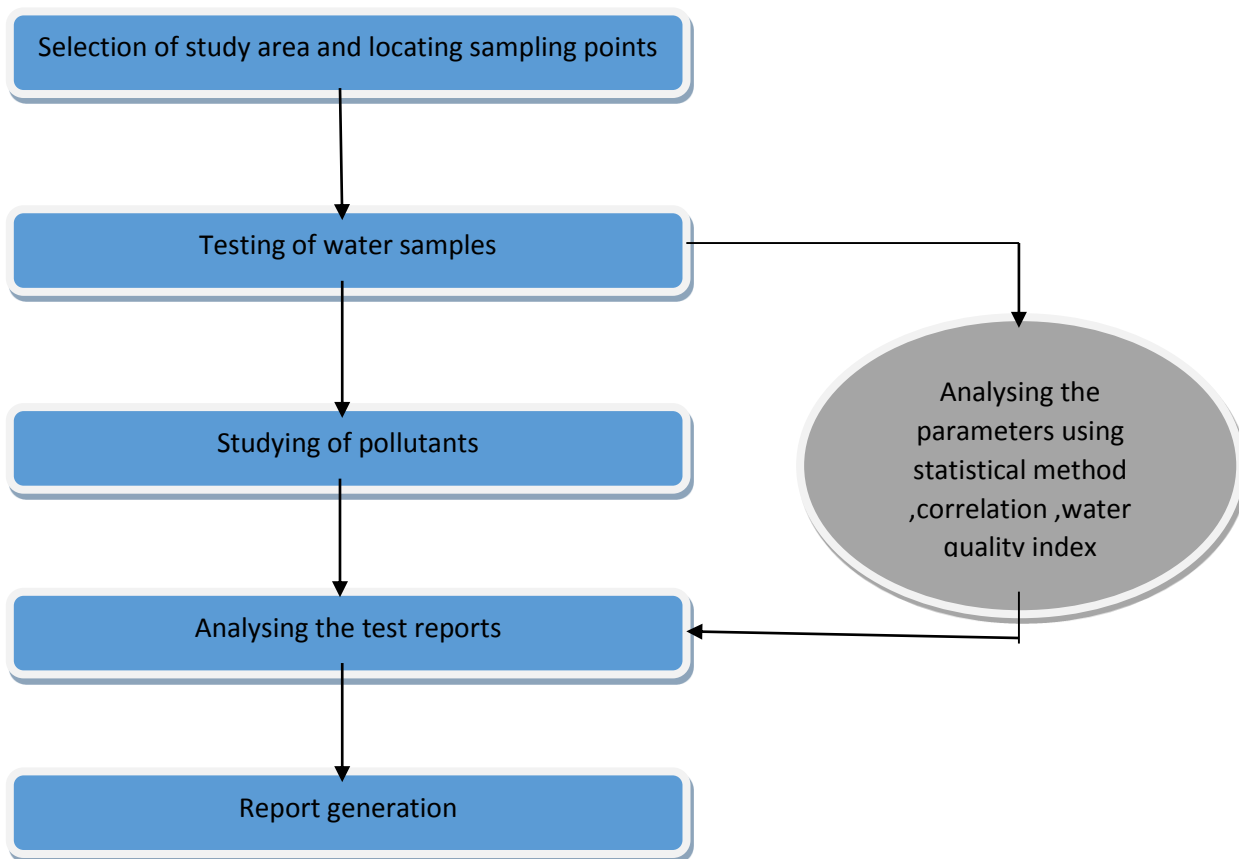 Selection of study area and locating sampling points
Testing of water samples
Studying of pollutants
Analysing the
parameters using
statistical method
,correlation ,water
quality index
Analysing the test reports
Report generation